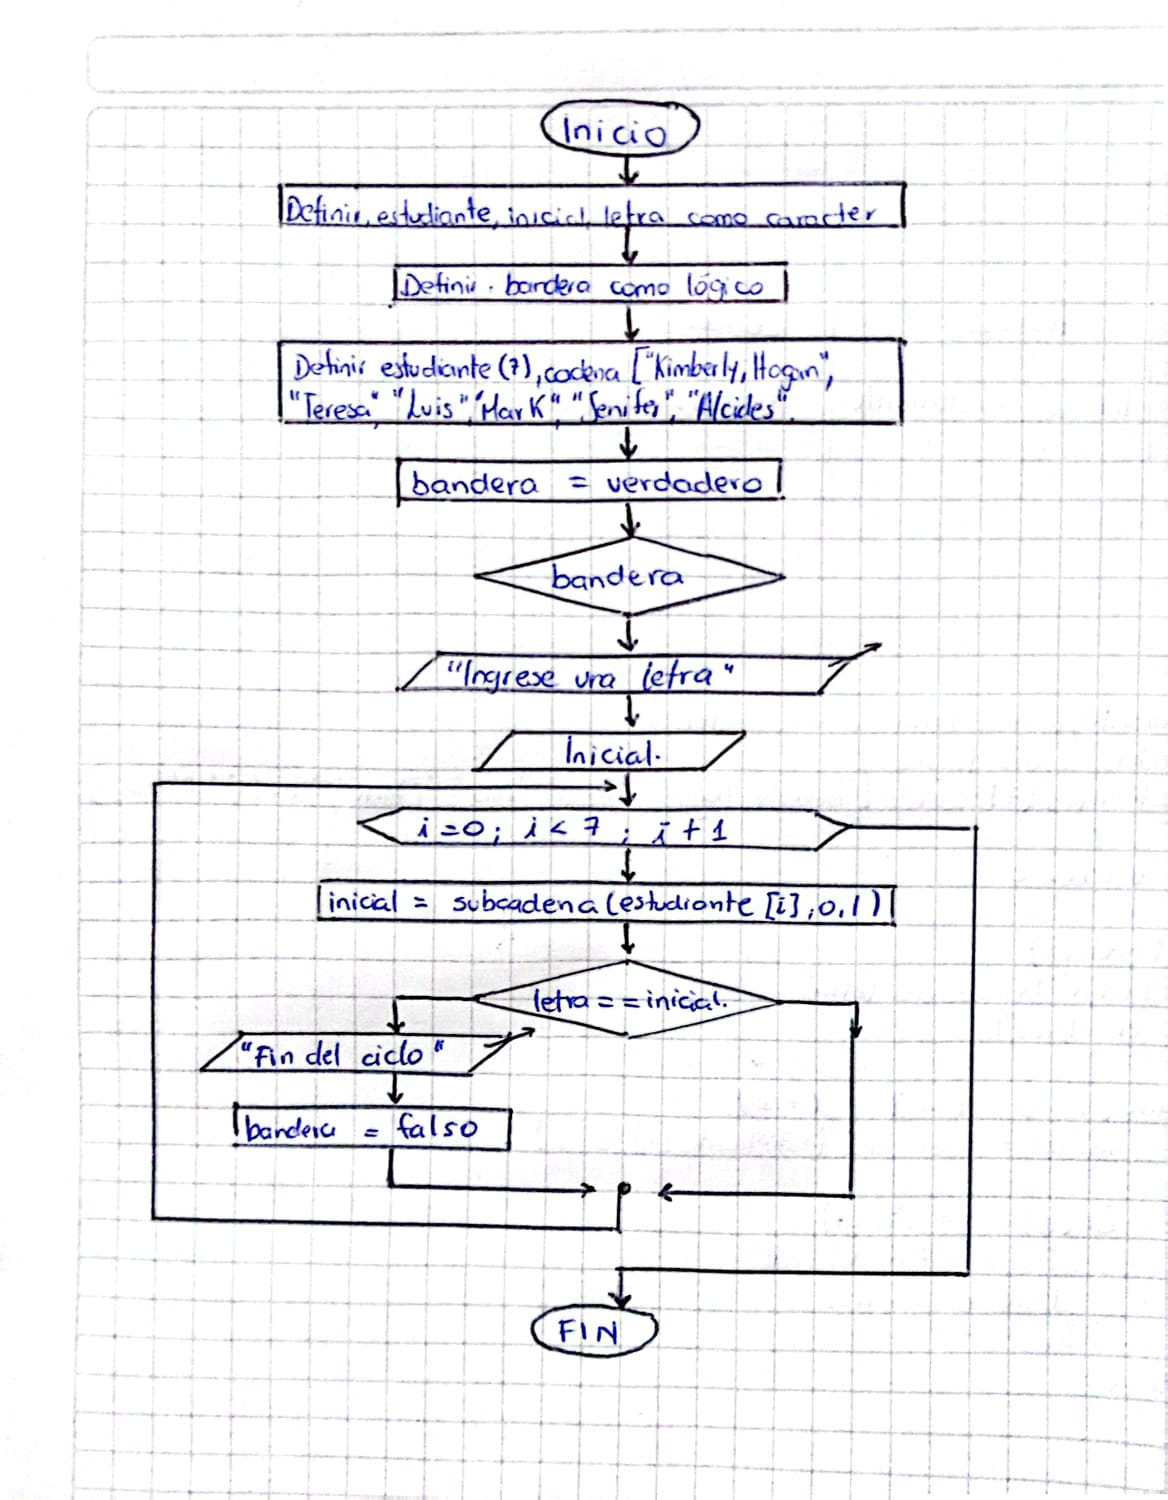 Inicio
Definir, estudiante, inicial, letra como caracter
Definir. bandera como lógico
Definir estudiante (7), cadena ["Kimberly, Hogan",
"Teresa", "Luis", "Mark", "Jenifer", "Alcides".
bandera = verdadero
bandera
"Ingrese una letra"
Inicial.
i=0; i < 7 ; i + 1
inicial = subcadena (estudiante [i], 0, 1)
letra == inicial.
"Fin del ciclo"
bandera = falso
FIN